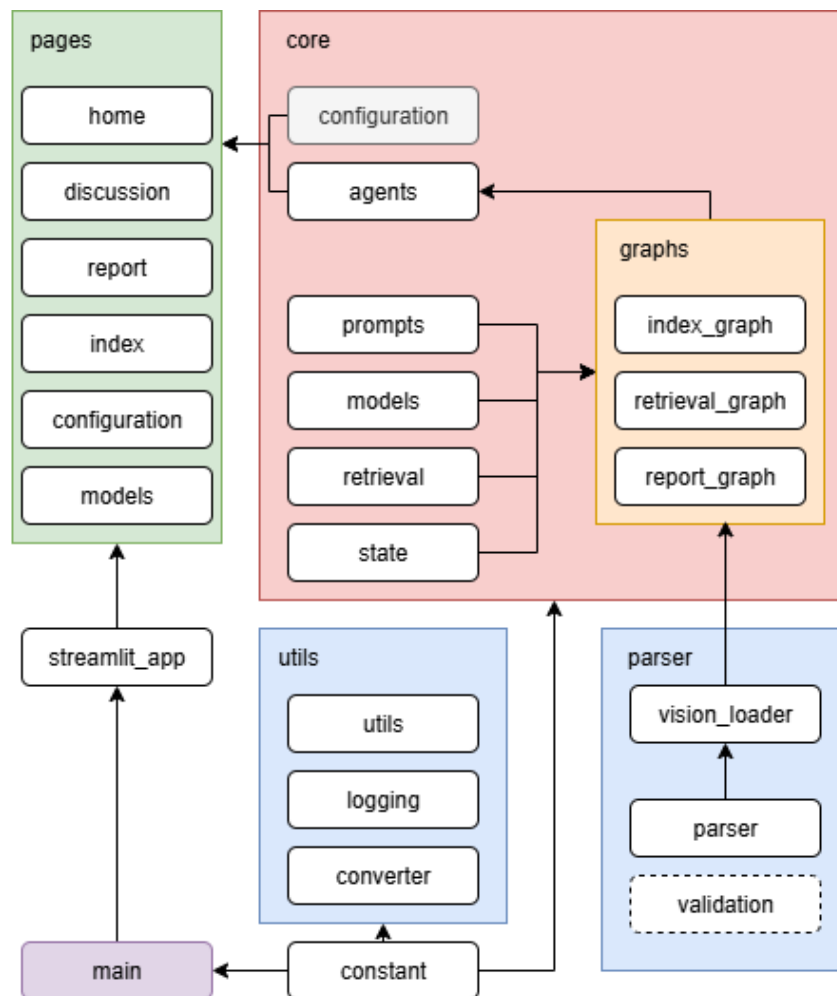 pages
home
discussion
report
index
configuration
models
core
configuration
agents
prompts
models
retrieval
state
graphs
index_graph
retrieval_graph
report_graph
streamlit_app
main
utils
utils
logging
converter
constant
parser
vision_loader
parser
validation